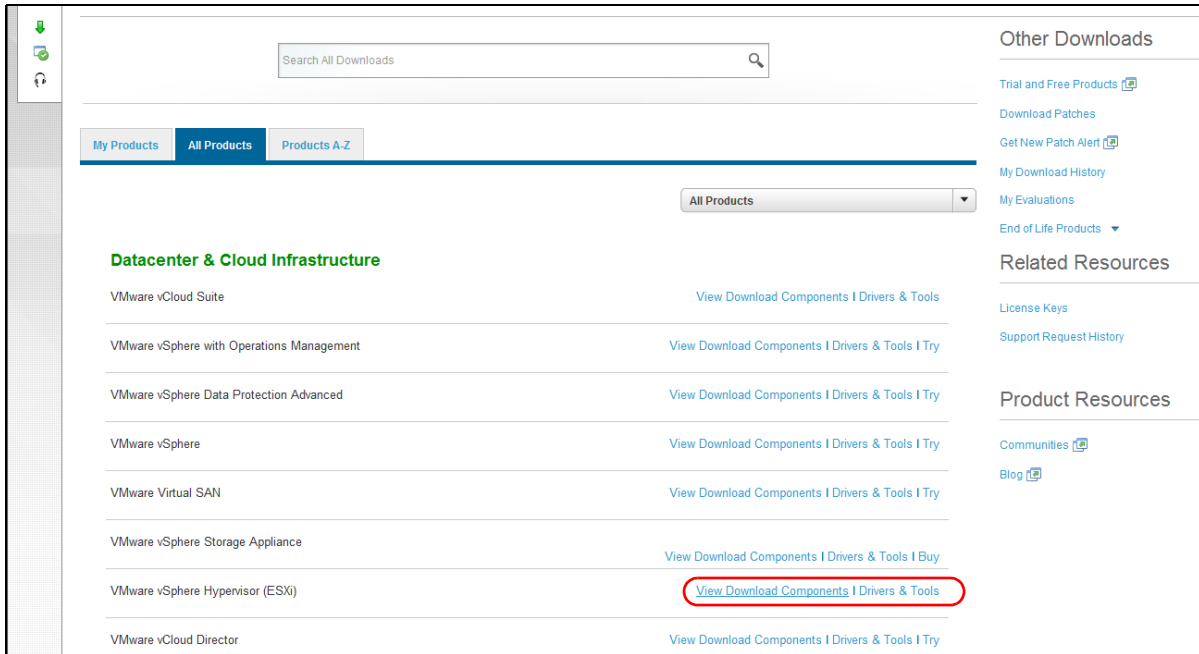 Search All Downloads
My Products
All Products
Products A-Z
All Products
Datacenter & Cloud Infrastructure
VMware vCloud Suite View Download Components I Drivers & Tools
VMware vSphere with Operations Management View Download Components I Drivers & Tools I Try
VMware vSphere Data Protection Advanced View Download Components I Drivers & Tools I Try
VMware vSphere View Download Components I Drivers & Tools I Try
VMware Virtual SAN View Download Components I Drivers & Tools I Try
VMware vSphere Storage Appliance View Download Components I Drivers & Tools I Buy
VMware vSphere Hypervisor (ESXi) View Download Components I Drivers & Tools
VMware vCloud Director View Download Components I Drivers & Tools I Try
Other Downloads
Trial and Free Products
Download Patches
Get New Patch Alert
My Download History
My Evaluations
End of Life Products
Related Resources
License Keys
Support Request History
Product Resources
Communities
Blog